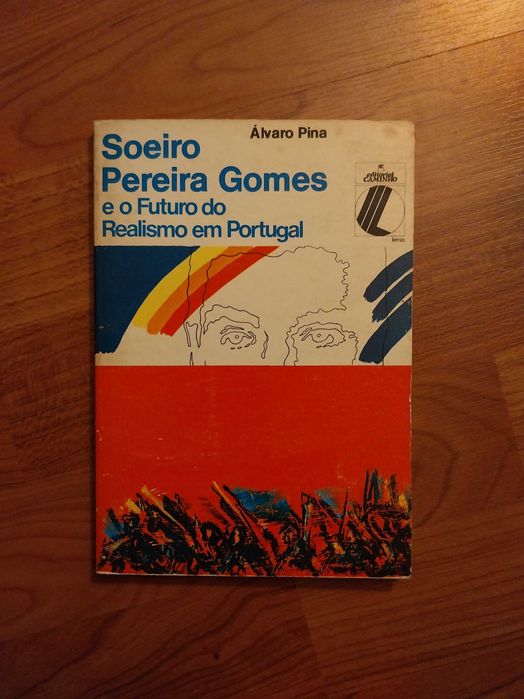 Álvaro Pina
Soeiro
Pereira Gomes
e o Futuro do
Realismo em Portugal
editorial
CAMINHO
letras